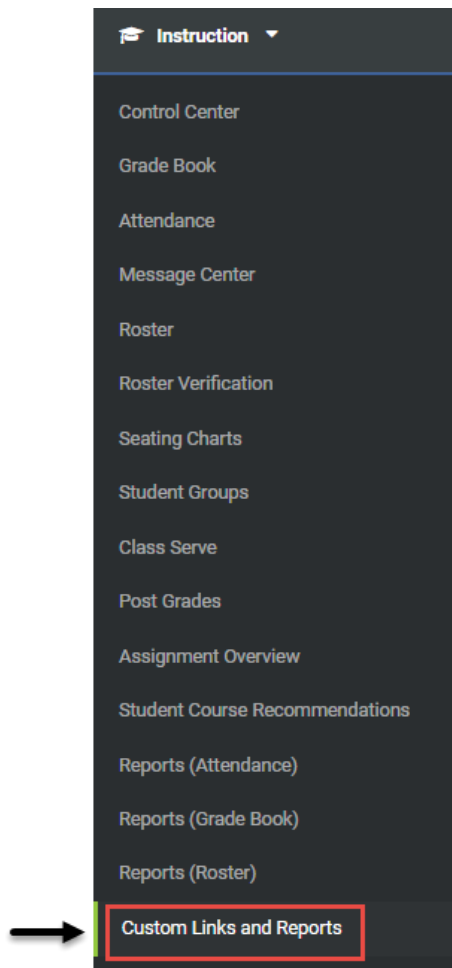 Instruction
Control Center
Grade Book
Attendance
Message Center
Roster
Roster Verification
Seating Charts
Student Groups
Class Serve
Post Grades
Assignment Overview
Student Course Recommendations
Reports (Attendance)
Reports (Grade Book)
Reports (Roster)
Custom Links and Reports